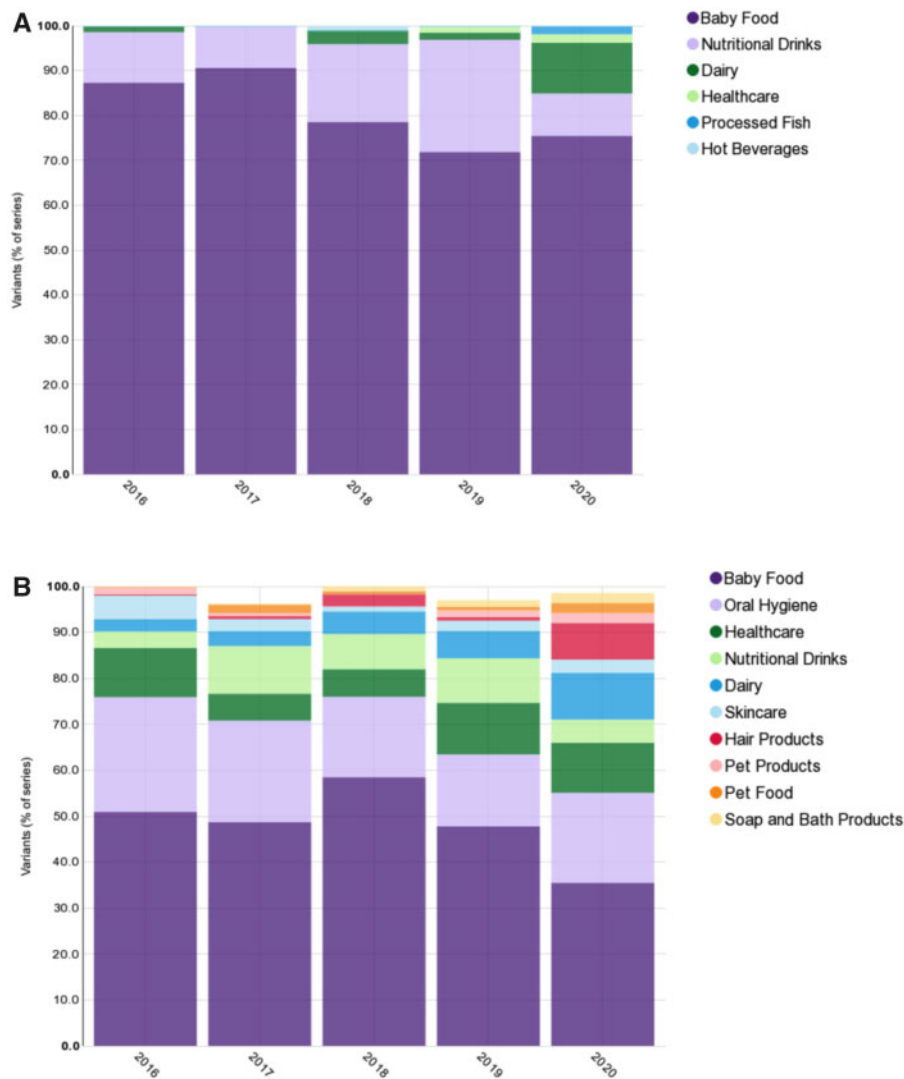 A
Variants (% of series)
100.0
90.0
80.0
70.0
60.0
50.0
40.0
30.0
20.0
10.0
0.0
2016
2017
2018
2019
2020
Baby Food
Nutritional Drinks
Dairy
Healthcare
Processed Fish
Hot Beverages
B
Variants (% of series)
100.0
90.0
80.0
70.0
60.0
50.0
40.0
30.0
20.0
10.0
0.0
2016
2017
2018
2019
2020
Baby Food
Oral Hygiene
Healthcare
Nutritional Drinks
Dairy
Skincare
Hair Products
Pet Products
Pet Food
Soap and Bath Products